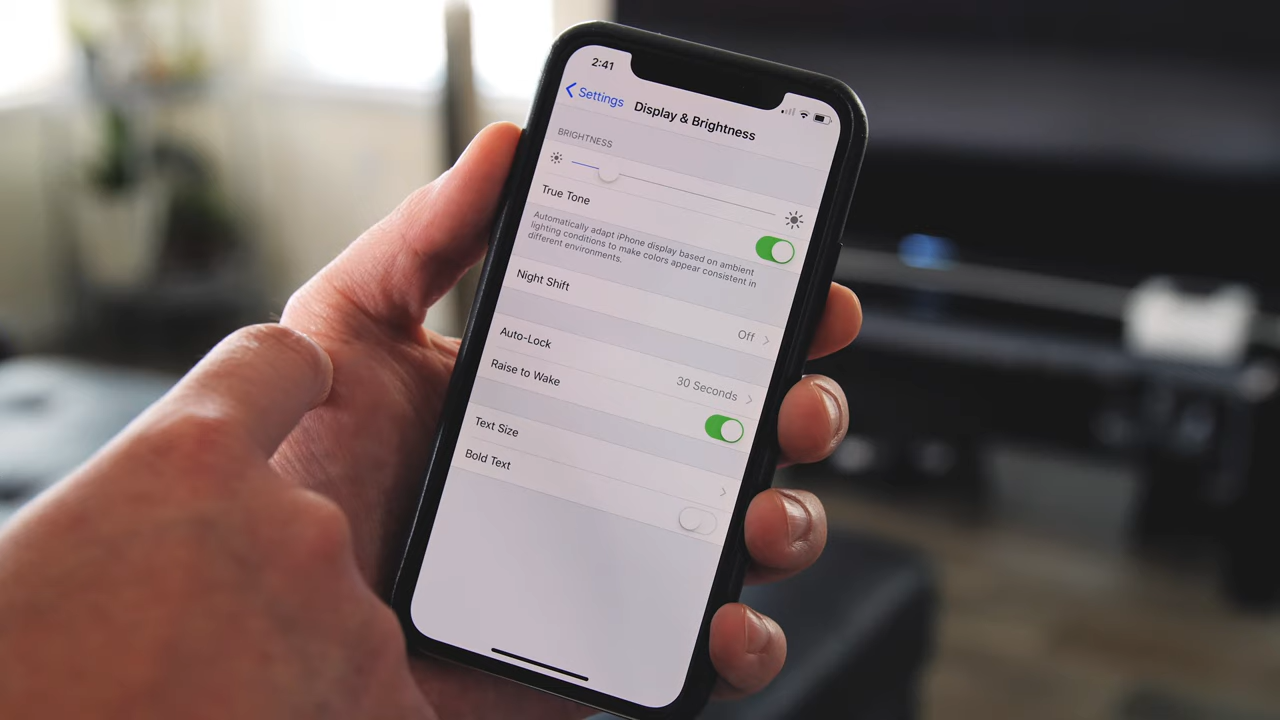 2:41
Settings
Display & Brightness
BRIGHTNESS
True Tone
Automatically adapt iPhone display based on ambient
lighting conditions to make colors appear consistent in
different environments.
Night Shift
Off
Auto-Lock
30 Seconds
Raise to Wake
Text Size
Bold Text